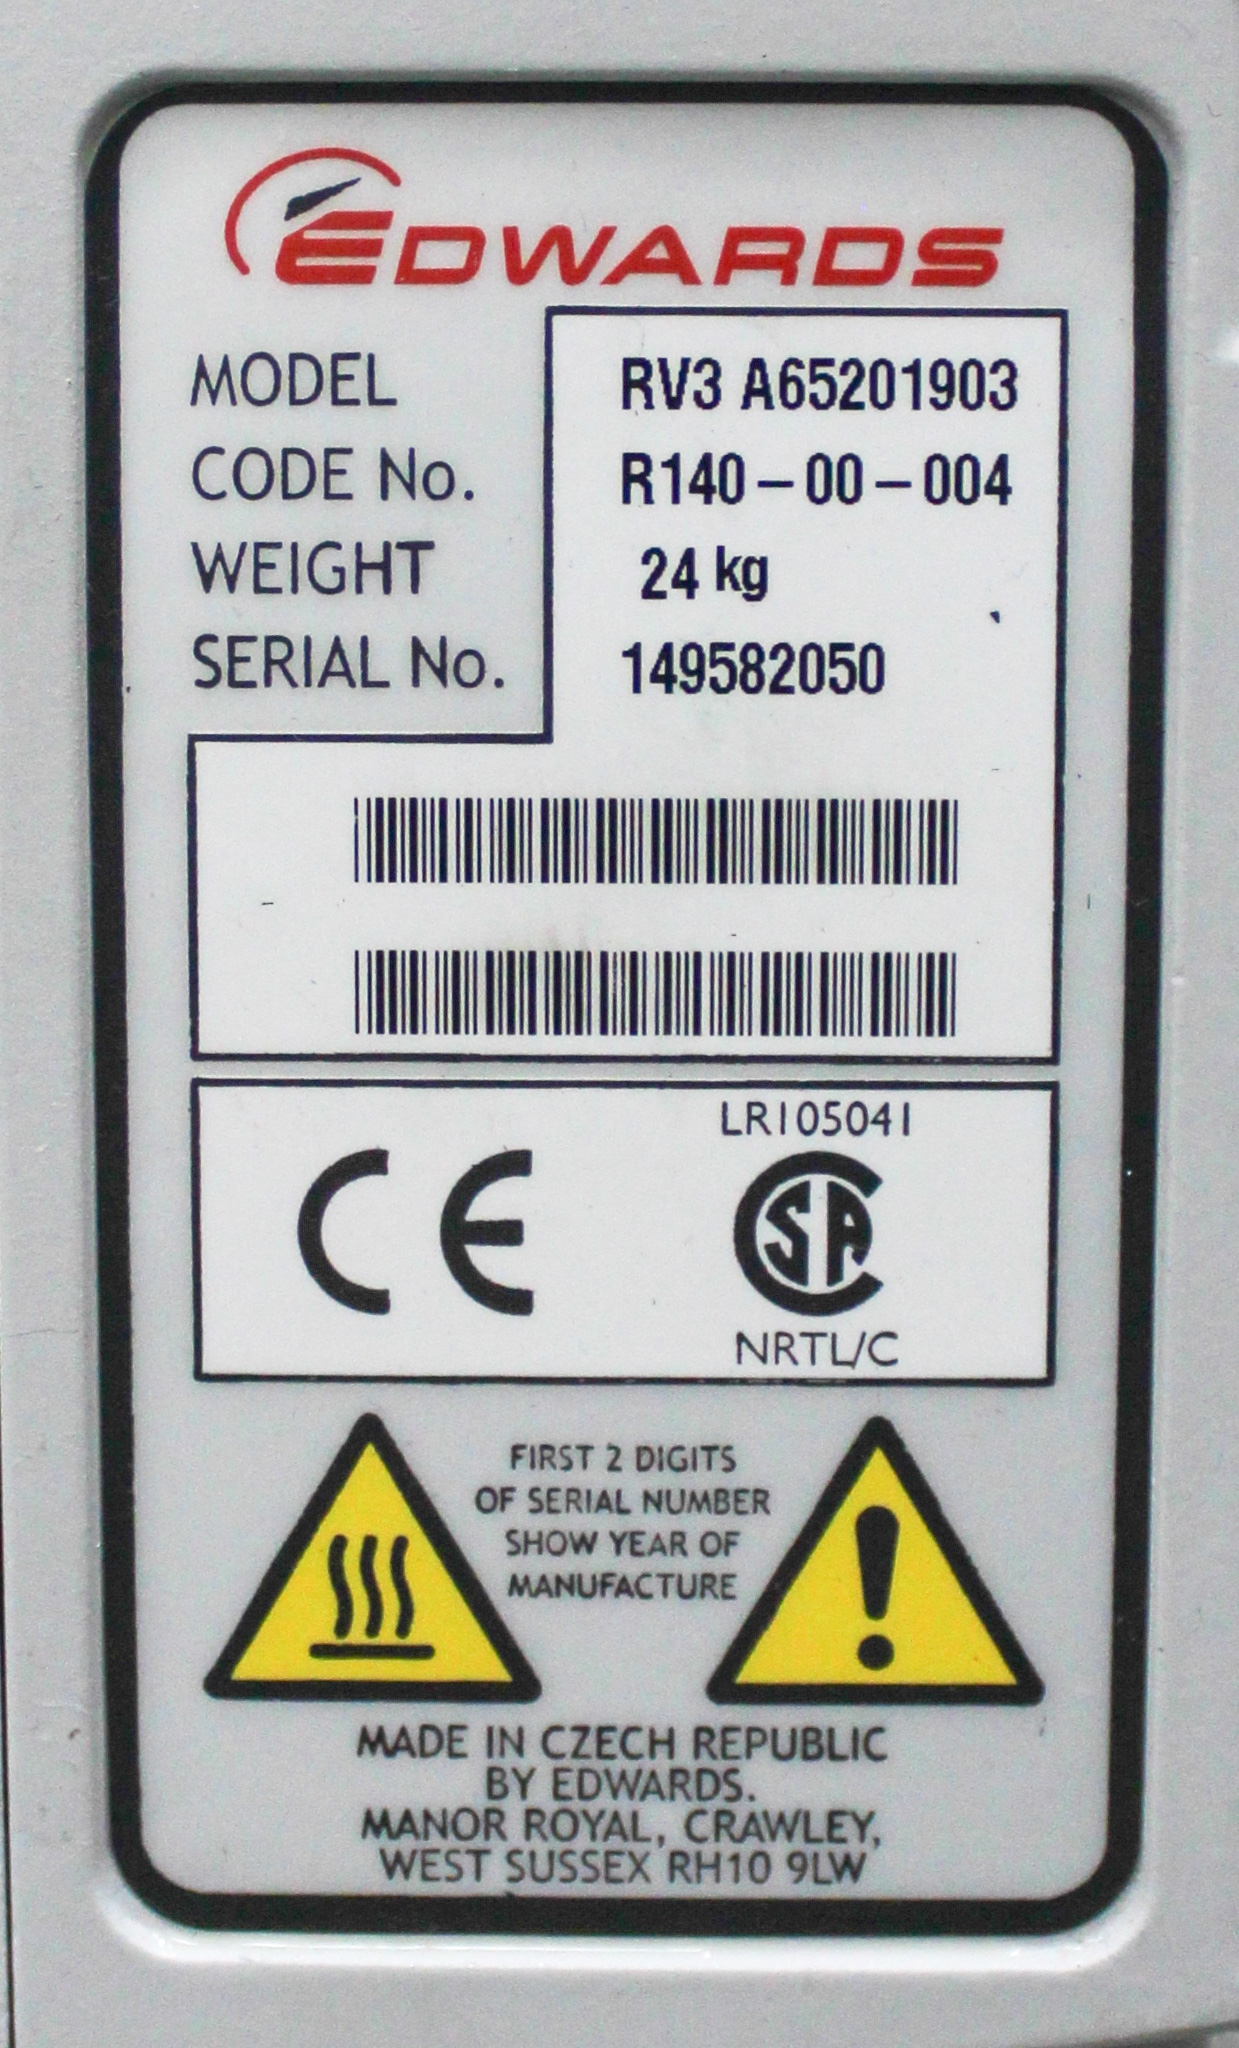 EDWARDS
MODEL RV3 A65201903
CODE No. R140-00-004
WEIGHT 24 kg
SERIAL No. 149582050
CE
LR105041
CSA
NRTL/C
FIRST 2 DIGITS
OF SERIAL NUMBER
SHOW YEAR OF
MANUFACTURE
MADE IN CZECH REPUBLIC
BY EDWARDS.
MANOR ROYAL, CRAWLEY,
WEST SUSSEX RH10 9LW